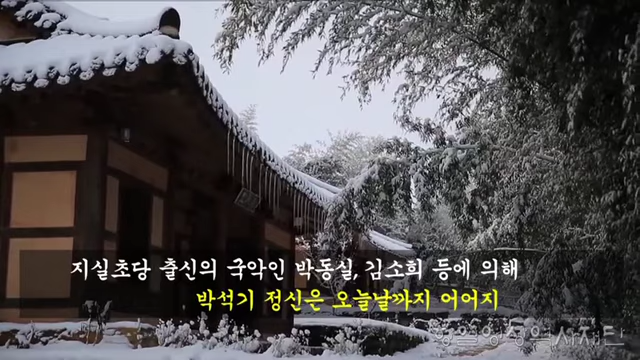 지실초당 출신의 국악인 박동실, 김소희 등에 의해
박석기 정신은 오늘날까지 이어지